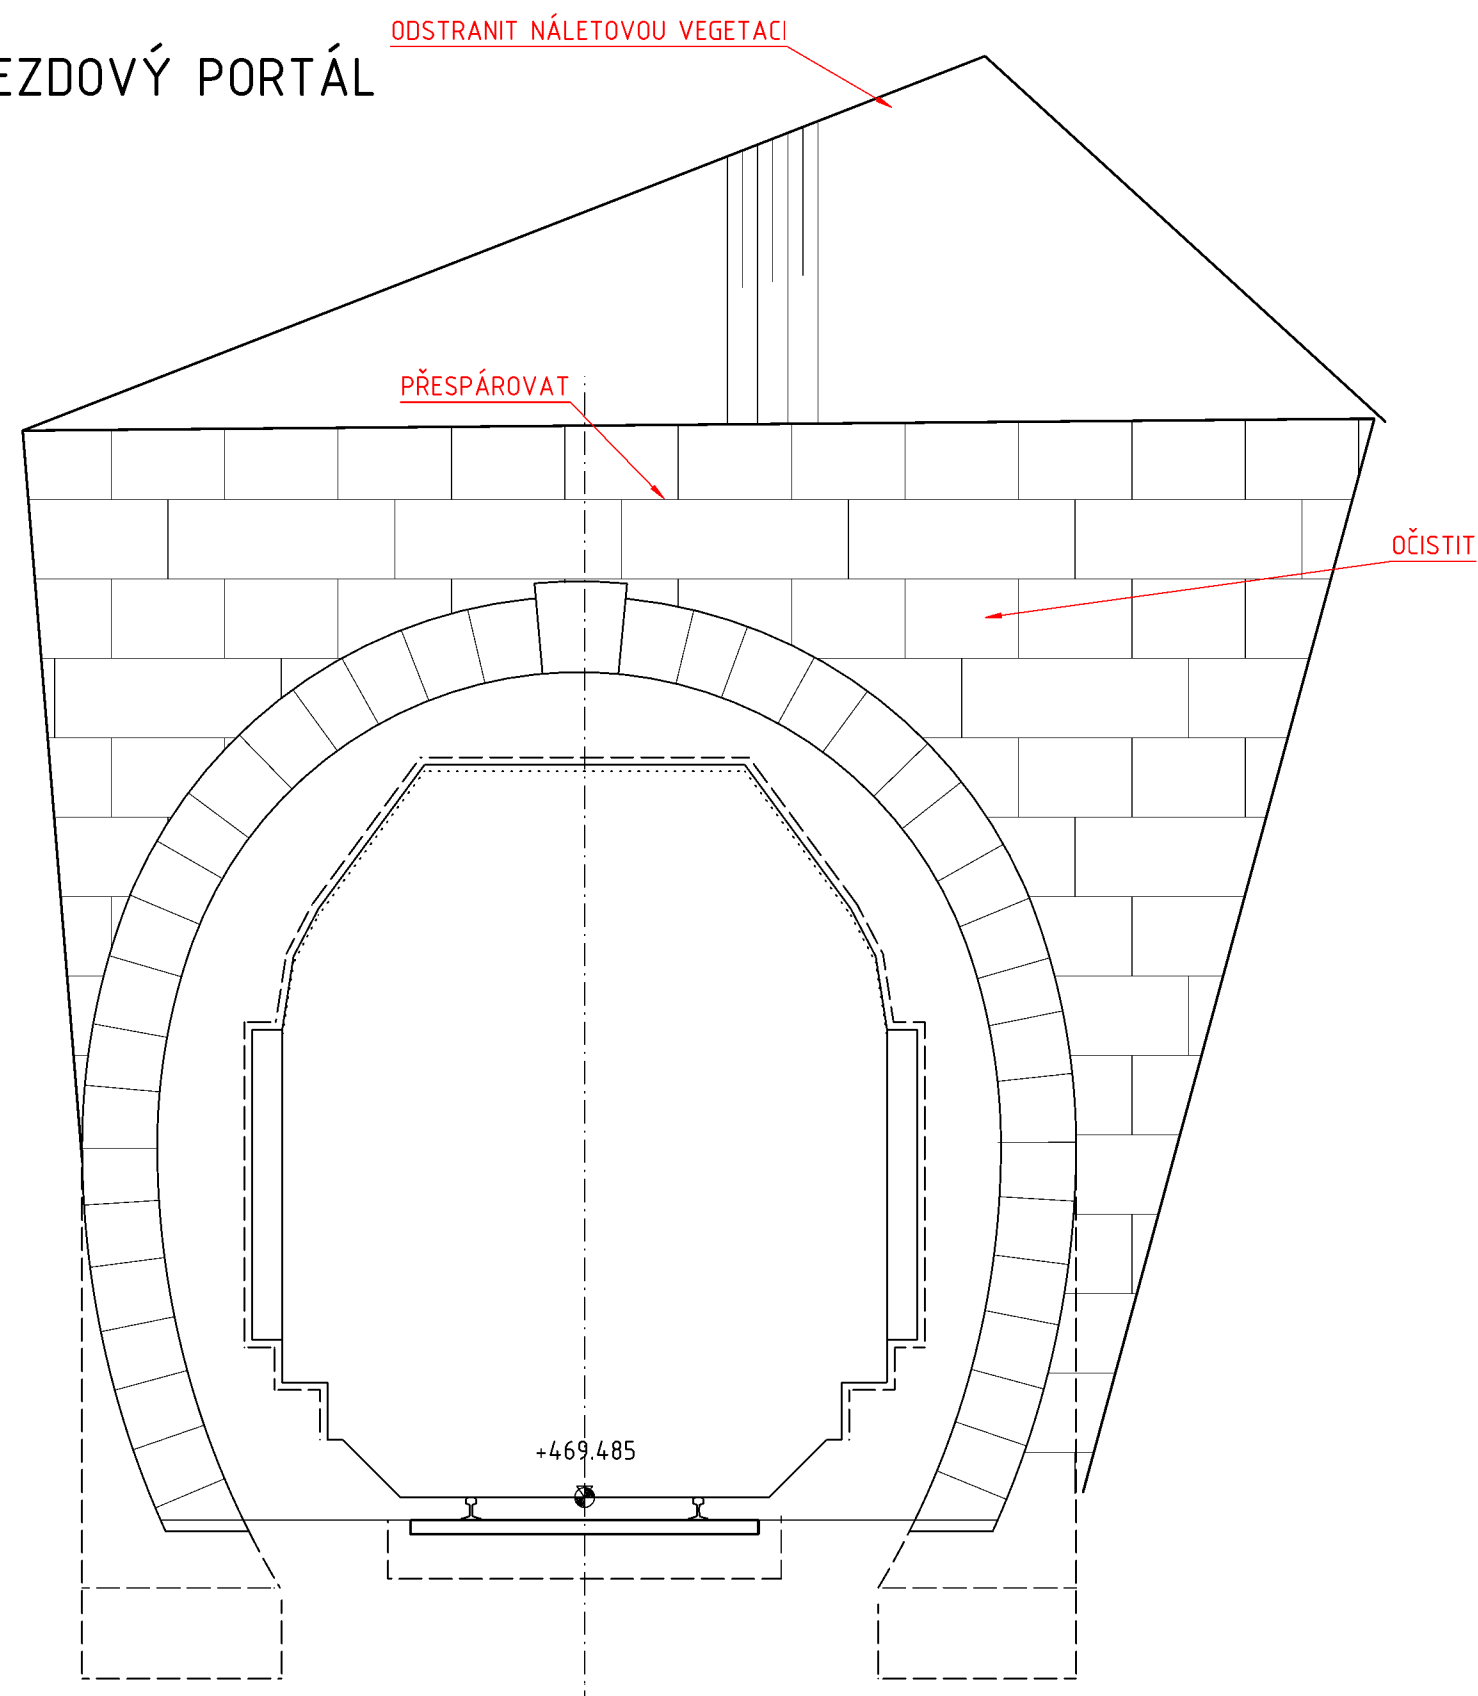 ODSTRANIT NÁLETOVOU VEGETACI
EZDOVÝ PORTÁL
PŘESPÁROVAT
OČISTIT
+469.485